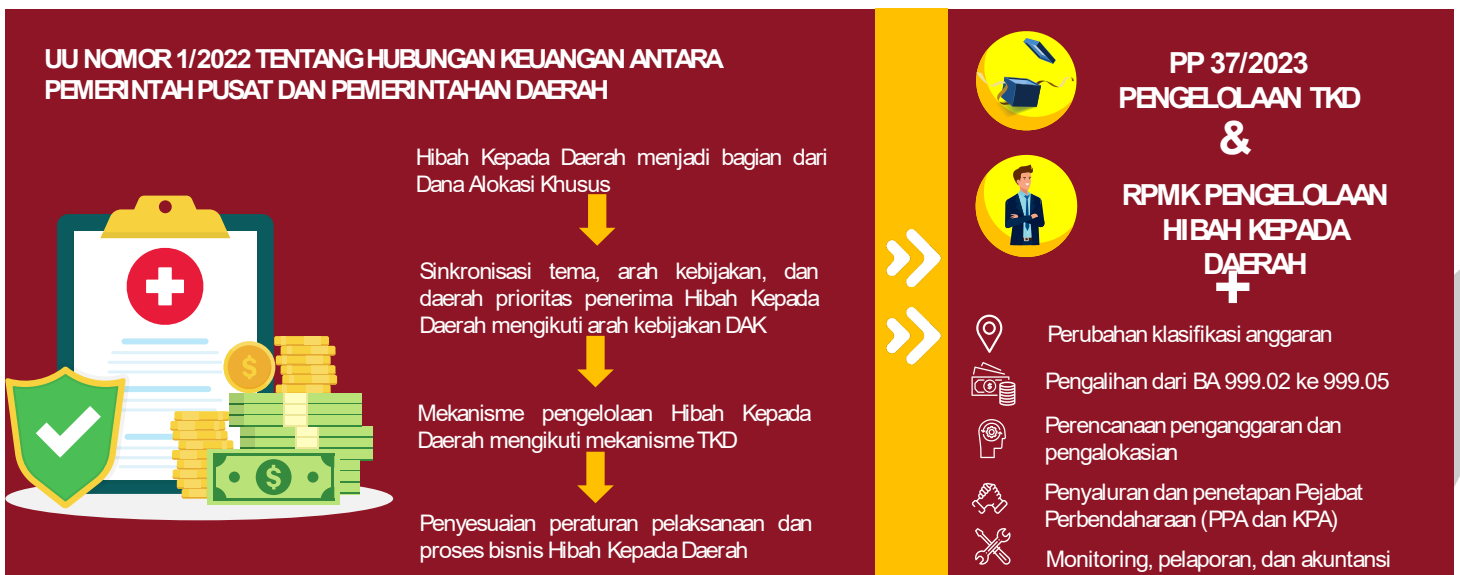 UU NOMOR 1/2022 TENTANG HUBUNGAN KEUANGAN ANTARA
PEMERINTAH PUSAT DAN PEMERINTAHAN DAERAH
Hibah Kepada Daerah menjadi bagian dari
Dana Alokasi Khusus
Sinkronisasi tema, arah kebijakan, dan
daerah prioritas penerima Hibah Kepada
Daerah mengikuti arah kebijakan DAK
Mekanisme pengelolaan Hibah Kepada
Daerah mengikuti mekanisme TKD
Penyesuaian peraturan pelaksanaan dan
proses bisnis Hibah Kepada Daerah
PP 37/2023
PENGELOLAAN TKD
&
RPMK PENGELOLAAN
HIBAH KEPADA
DAERAH
+
Perubahan klasifikasi anggaran
Pengalihan dari BA 999.02 ke 999.05
Perencanaan penganggaran dan
pengalokasian
Penyaluran dan penetapan Pejabat
Perbendaharaan (PPA dan KPA)
Monitoring, pelaporan, dan akuntansi